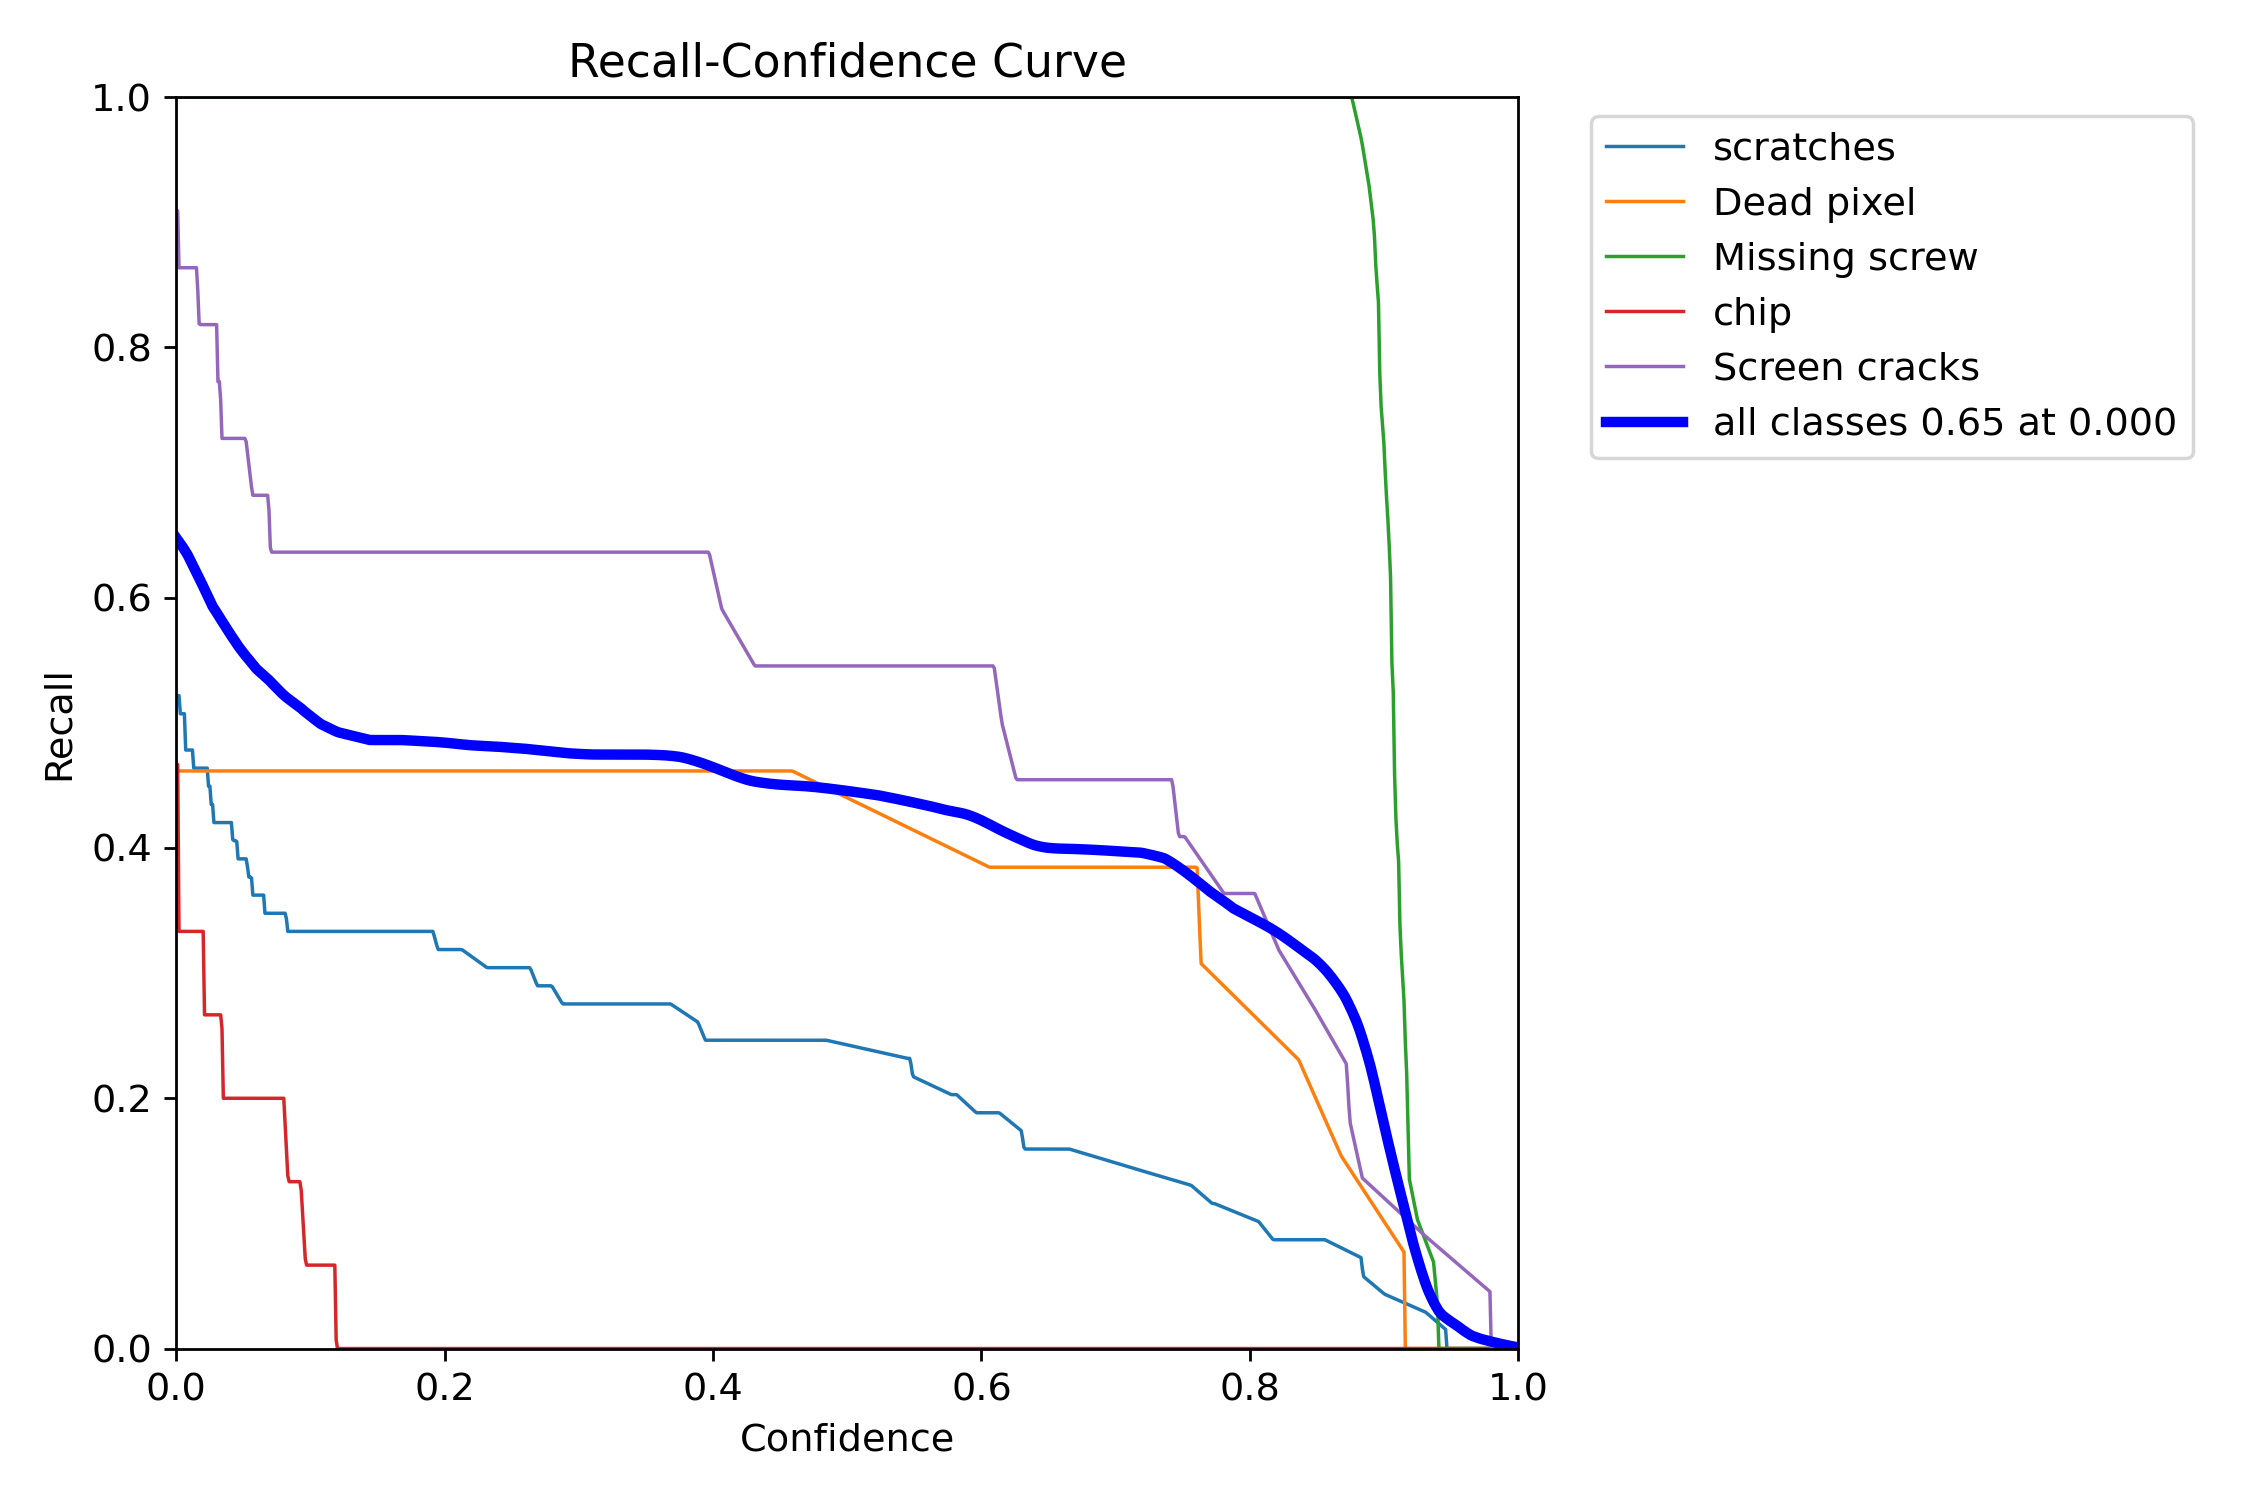 Recall-Confidence Curve
1.0
0.8
0.6
0.4
0.2
0.0
Recall
0.0 0.2 0.4 0.6 0.8 1.0
Confidence
scratches
Dead pixel
Missing screw
chip
Screen cracks
all classes 0.65 at 0.000